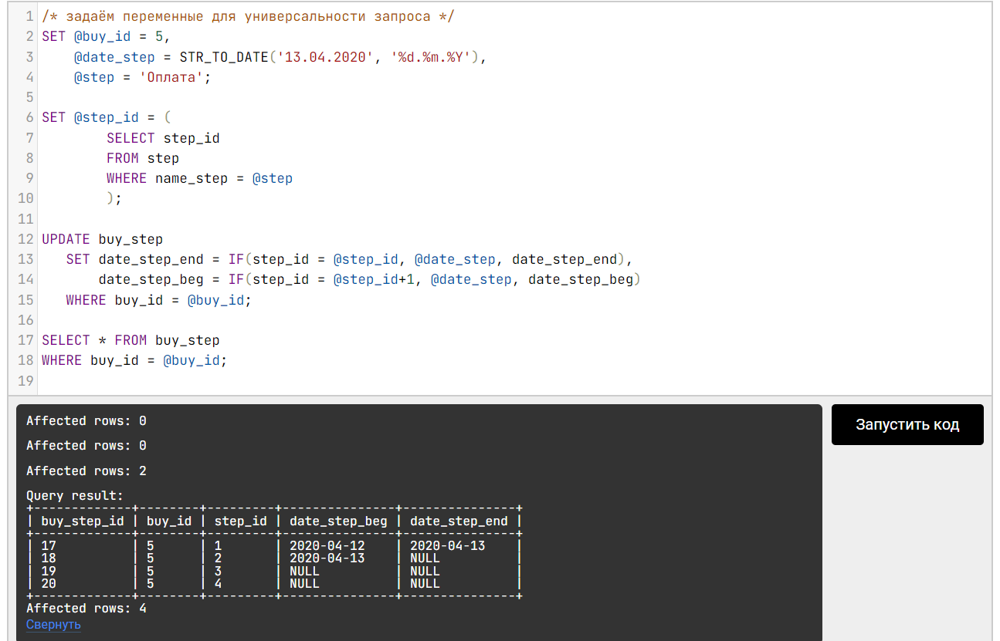 1 /* задаём переменные для универсальности запроса */
2 SET @buy_id = 5,
3     @date_step = STR_TO_DATE('13.04.2020', '%d.%m.%Y'),
4     @step = 'Оплата';
5
6 SET @step_id = (
7         SELECT step_id
8         FROM step
9         WHERE name_step = @step
10         );
11
12 UPDATE buy_step
13    SET date_step_end = IF(step_id = @step_id, @date_step, date_step_end),
14        date_step_beg = IF(step_id = @step_id+1, @date_step, date_step_beg)
15    WHERE buy_id = @buy_id;
16
17 SELECT * FROM buy_step
18 WHERE buy_id = @buy_id;
19
Affected rows: 0
Запустить код
Affected rows: 0
Affected rows: 2
Query result:
+-------------+--------+---------+---------------+---------------+
| buy_step_id | buy_id | step_id | date_step_beg | date_step_end |
+-------------+--------+---------+---------------+---------------+
| 17          | 5      | 1       | 2020-04-12    | 2020-04-13    |
| 18          | 5      | 2       | 2020-04-13    | NULL          |
| 19          | 5      | 3       | NULL          | NULL          |
| 20          | 5      | 4       | NULL          | NULL          |
+-------------+--------+---------+---------------+---------------+
Affected rows: 4
Свернуть